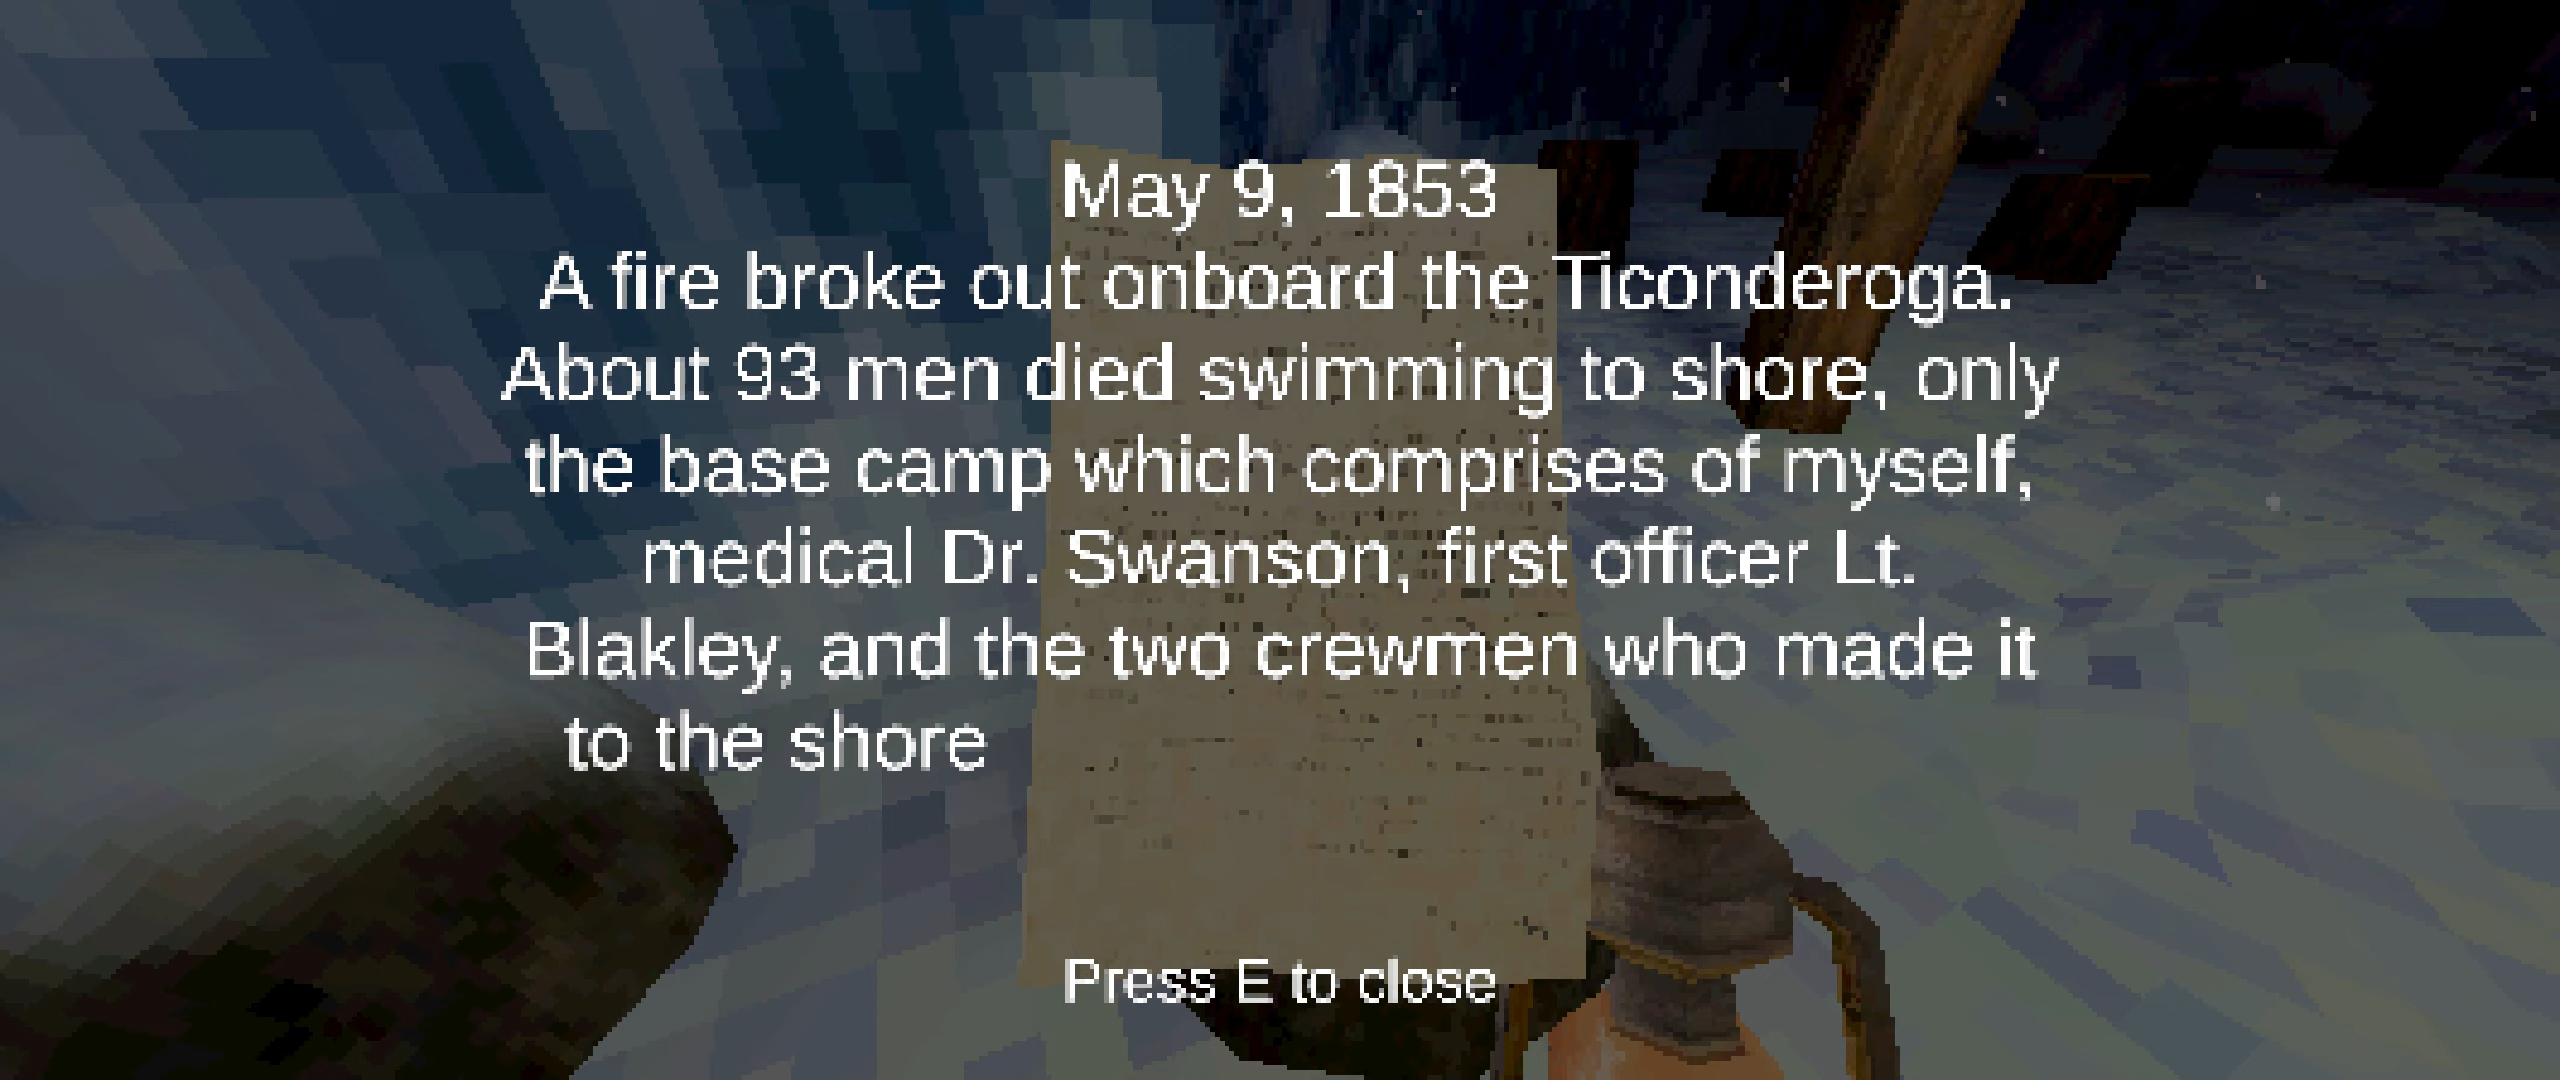 May 9, 1853
A fire broke out onboard the Ticonderoga.
About 93 men died swimming to shore, only
the base camp which comprises of myself,
medical Dr. Swanson, first officer Lt.
Blakley, and the two crewmen who made it
to the shore
Press E to close